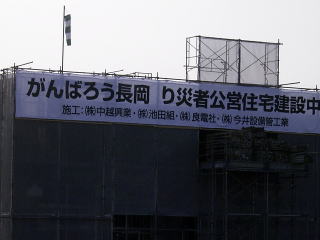 がんばろう長岡 り災者公営住宅建設中
施工:(株)中越興業・(株)池田組・(株)良電社・(株)今井設備管工業